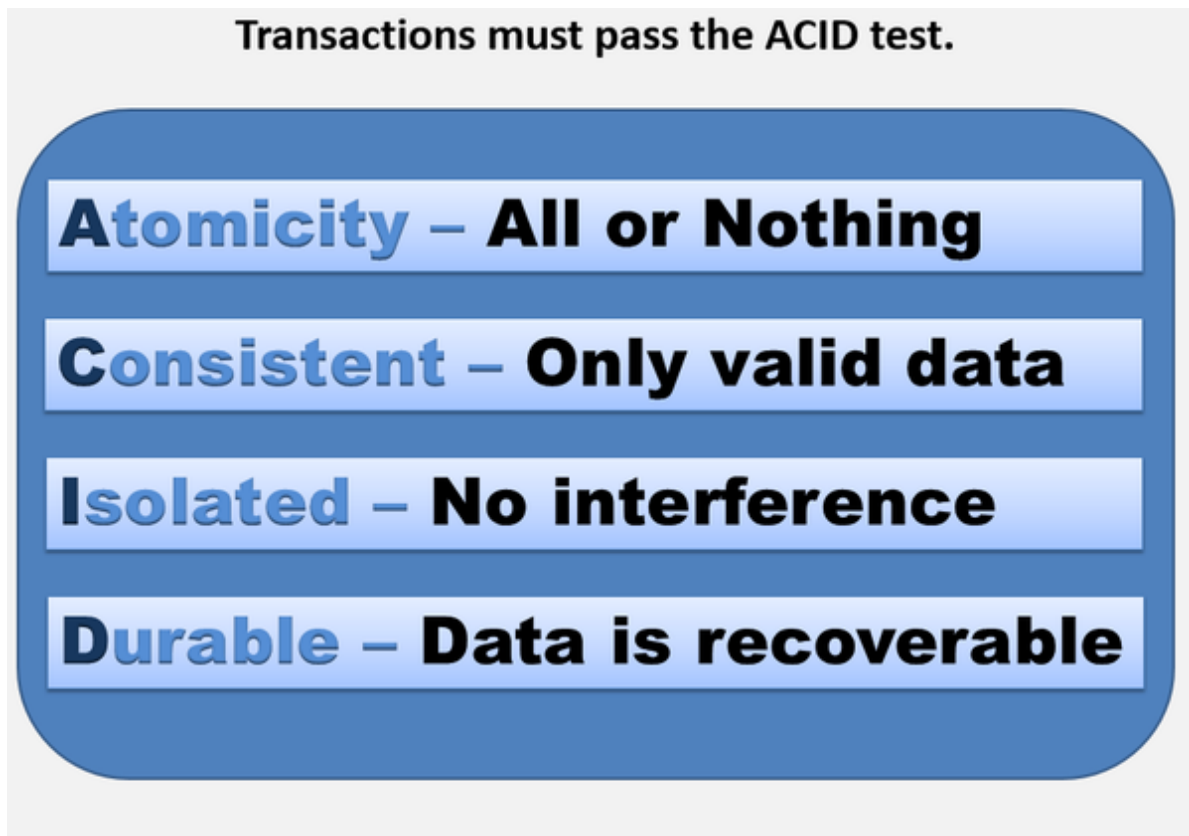 Transactions must pass the ACID test.
Atomicity – All or Nothing
Consistent – Only valid data
Isolated – No interference
Durable – Data is recoverable